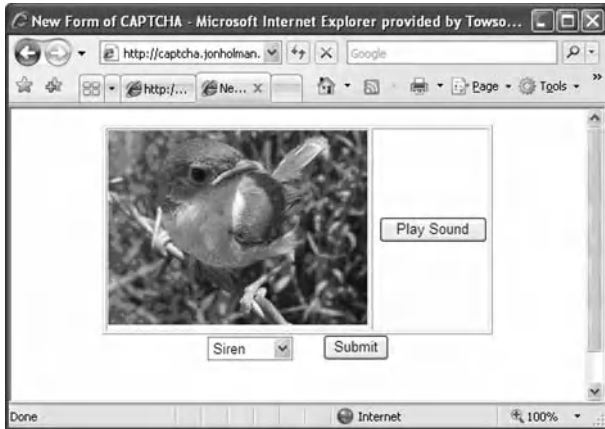 New Form of CAPTCHA - Microsoft Internet Explorer provided by Towso...
http://captcha.jonholman.
Google
http:/...
Ne...
Page
Tools
Play Sound
Siren
Submit
Done
Internet
100%